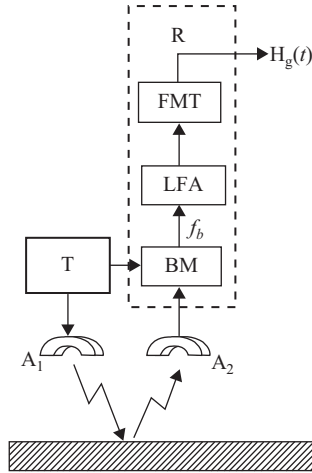 R
H_g(t)
FMT
LFA
f_b
T
BM
A_1
A_2